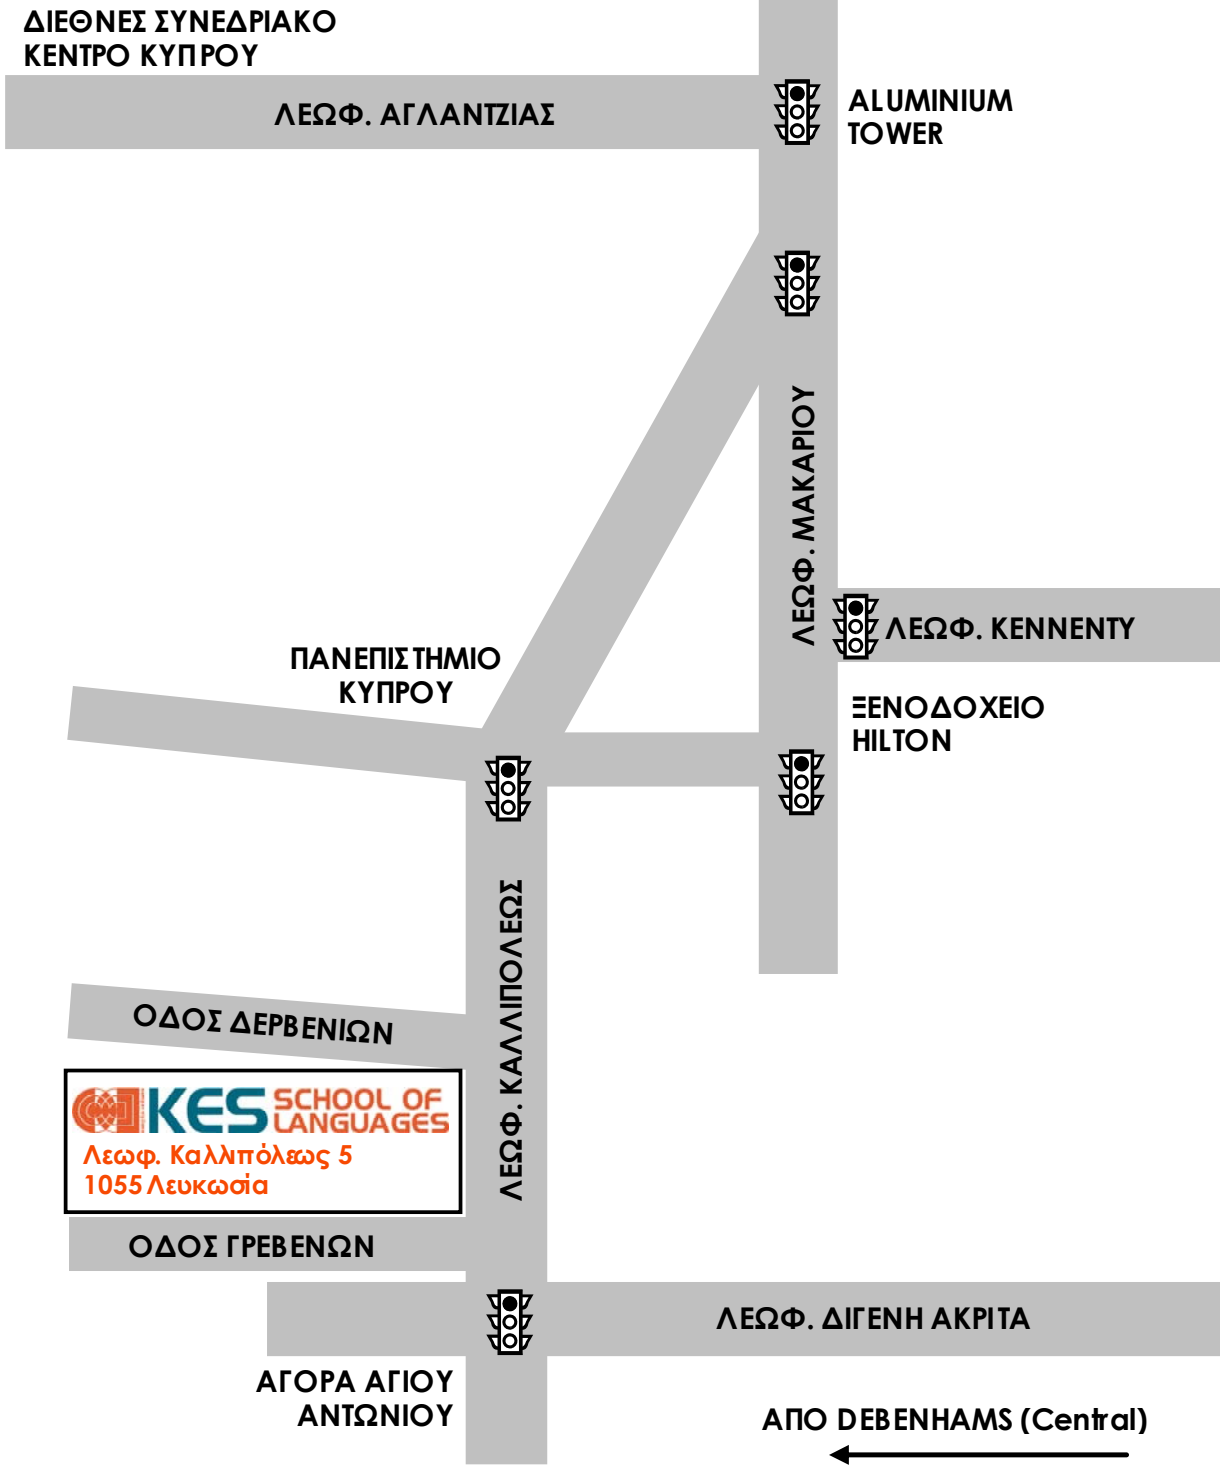 ΔΙΕΘΝΕΣ ΣΥΝΕΔΡΙΑΚΟ
ΚΕΝΤΡΟ ΚΥΠΡΟΥ
ΛΕΩΦ. ΑΓΛΑΝΤΖΙΑΣ
ALUMINIUM
TOWER
ΛΕΩΦ. ΜΑΚΑΡΙΟΥ
ΛΕΩΦ. KENNENTY
ΠΑΝΕΠΙΣΤΗΜΙΟ
ΚΥΠΡΟΥ
ΞΕΝΟΔΟΧΕΙΟ
HILTON
ΛΕΩΦ. ΚΑΛΛΙΠΟΛΕΩΣ
ΟΔΟΣ ΔΕΡΒΕΝΙΩΝ
KES SCHOOL OF
LANGUAGES
Λεωφ. Καλλιπόλεως 5
1055 Λευκωσία
ΟΔΟΣ ΓΡΕΒΕΝΩΝ
ΛΕΩΦ. ΔΙΓΕΝΗ ΑΚΡΙΤΑ
ΑΓΟΡΑ ΑΓΙΟΥ
ΑΝΤΩΝΙΟΥ
ΑΠΟ DEBENHAMS (Central)